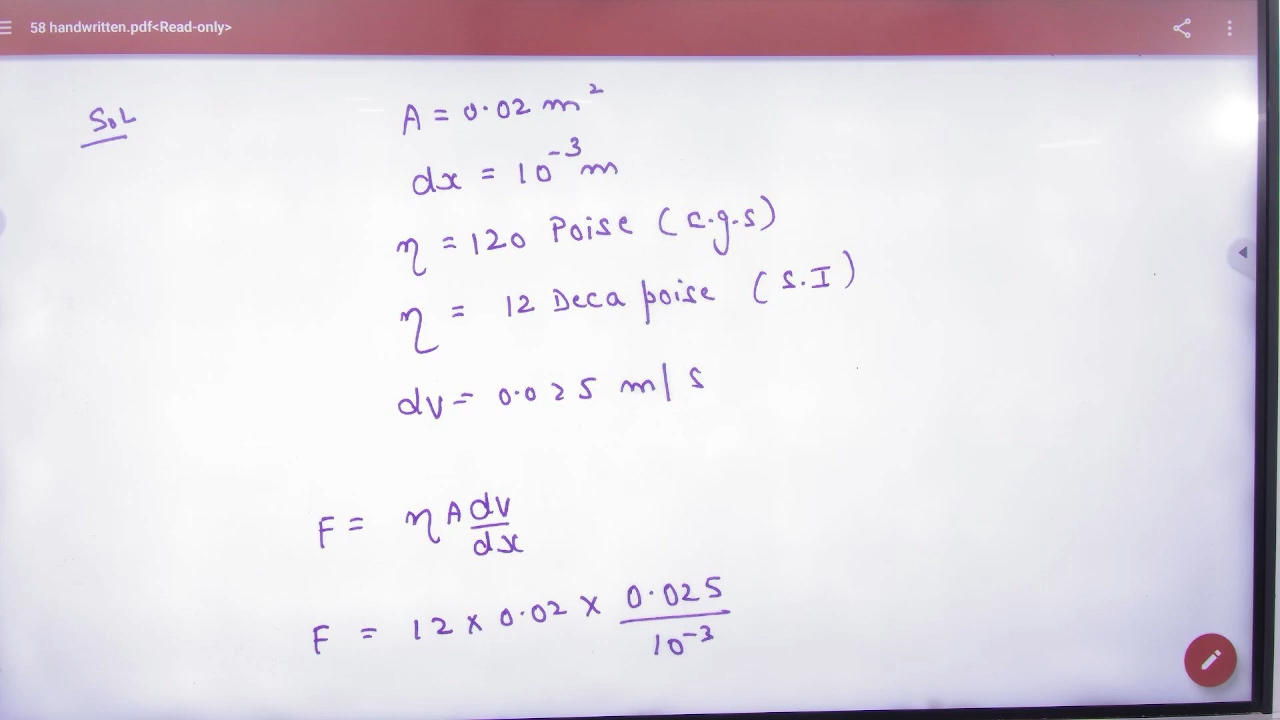 58 handwritten.pdf<Read-only>
SOL
A = 0.02 m²
dx = 10⁻³ m
η = 120 Poise (c.g.s)
η = 12 Deca poise (S.I)
dv = 0.025 m/s
F = η A dv/dx
F = 12 × 0.02 × 0.025/10⁻³